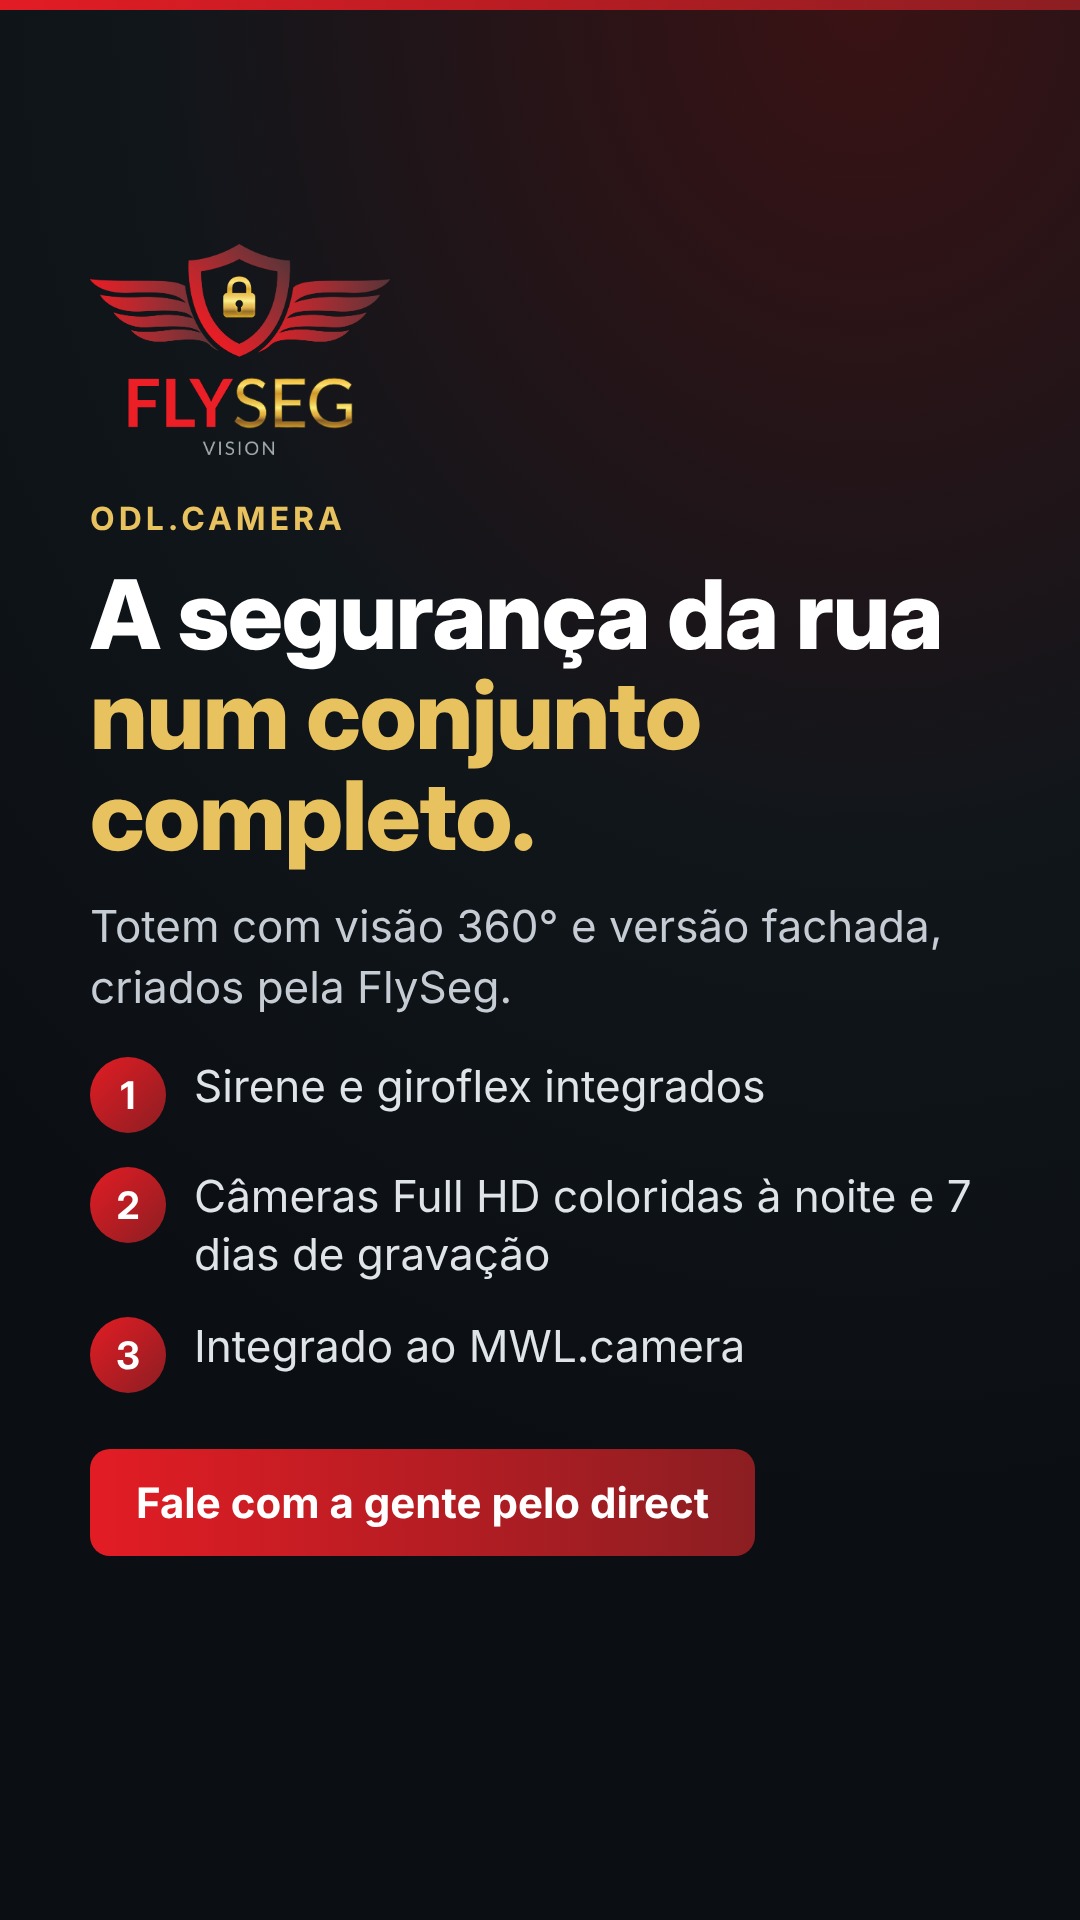 FLYSEG
VISION
ODL.CAMERA
A segurança da rua
num conjunto
completo.
Totem com visão 360° e versão fachada,
criados pela FlySeg.
1 Sirene e giroflex integrados
2 Câmeras Full HD coloridas à noite e 7
dias de gravação
3 Integrado ao MWL.camera
Fale com a gente pelo direct